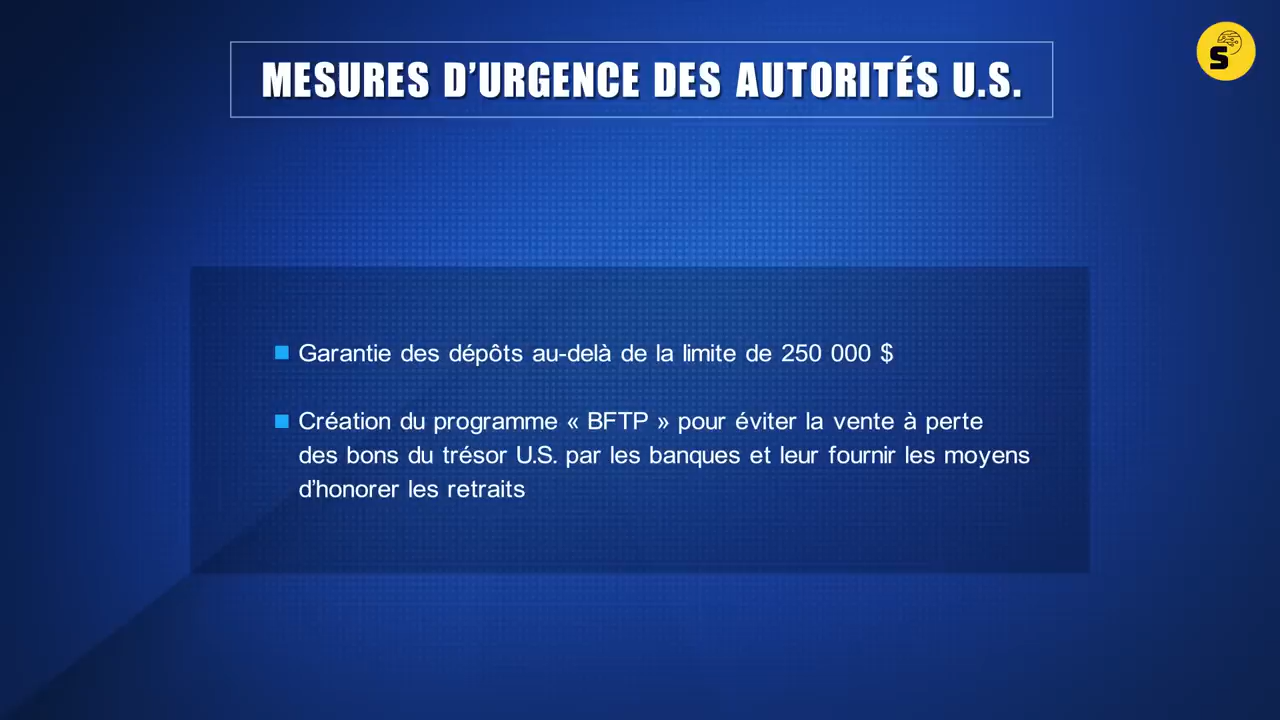 MESURES D’URGENCE DES AUTORITÉS U.S.
S
Garantie des dépôts au-delà de la limite de 250 000 $
Création du programme « BFTP » pour éviter la vente à perte
des bons du trésor U.S. par les banques et leur fournir les moyens
d’honorer les retraits